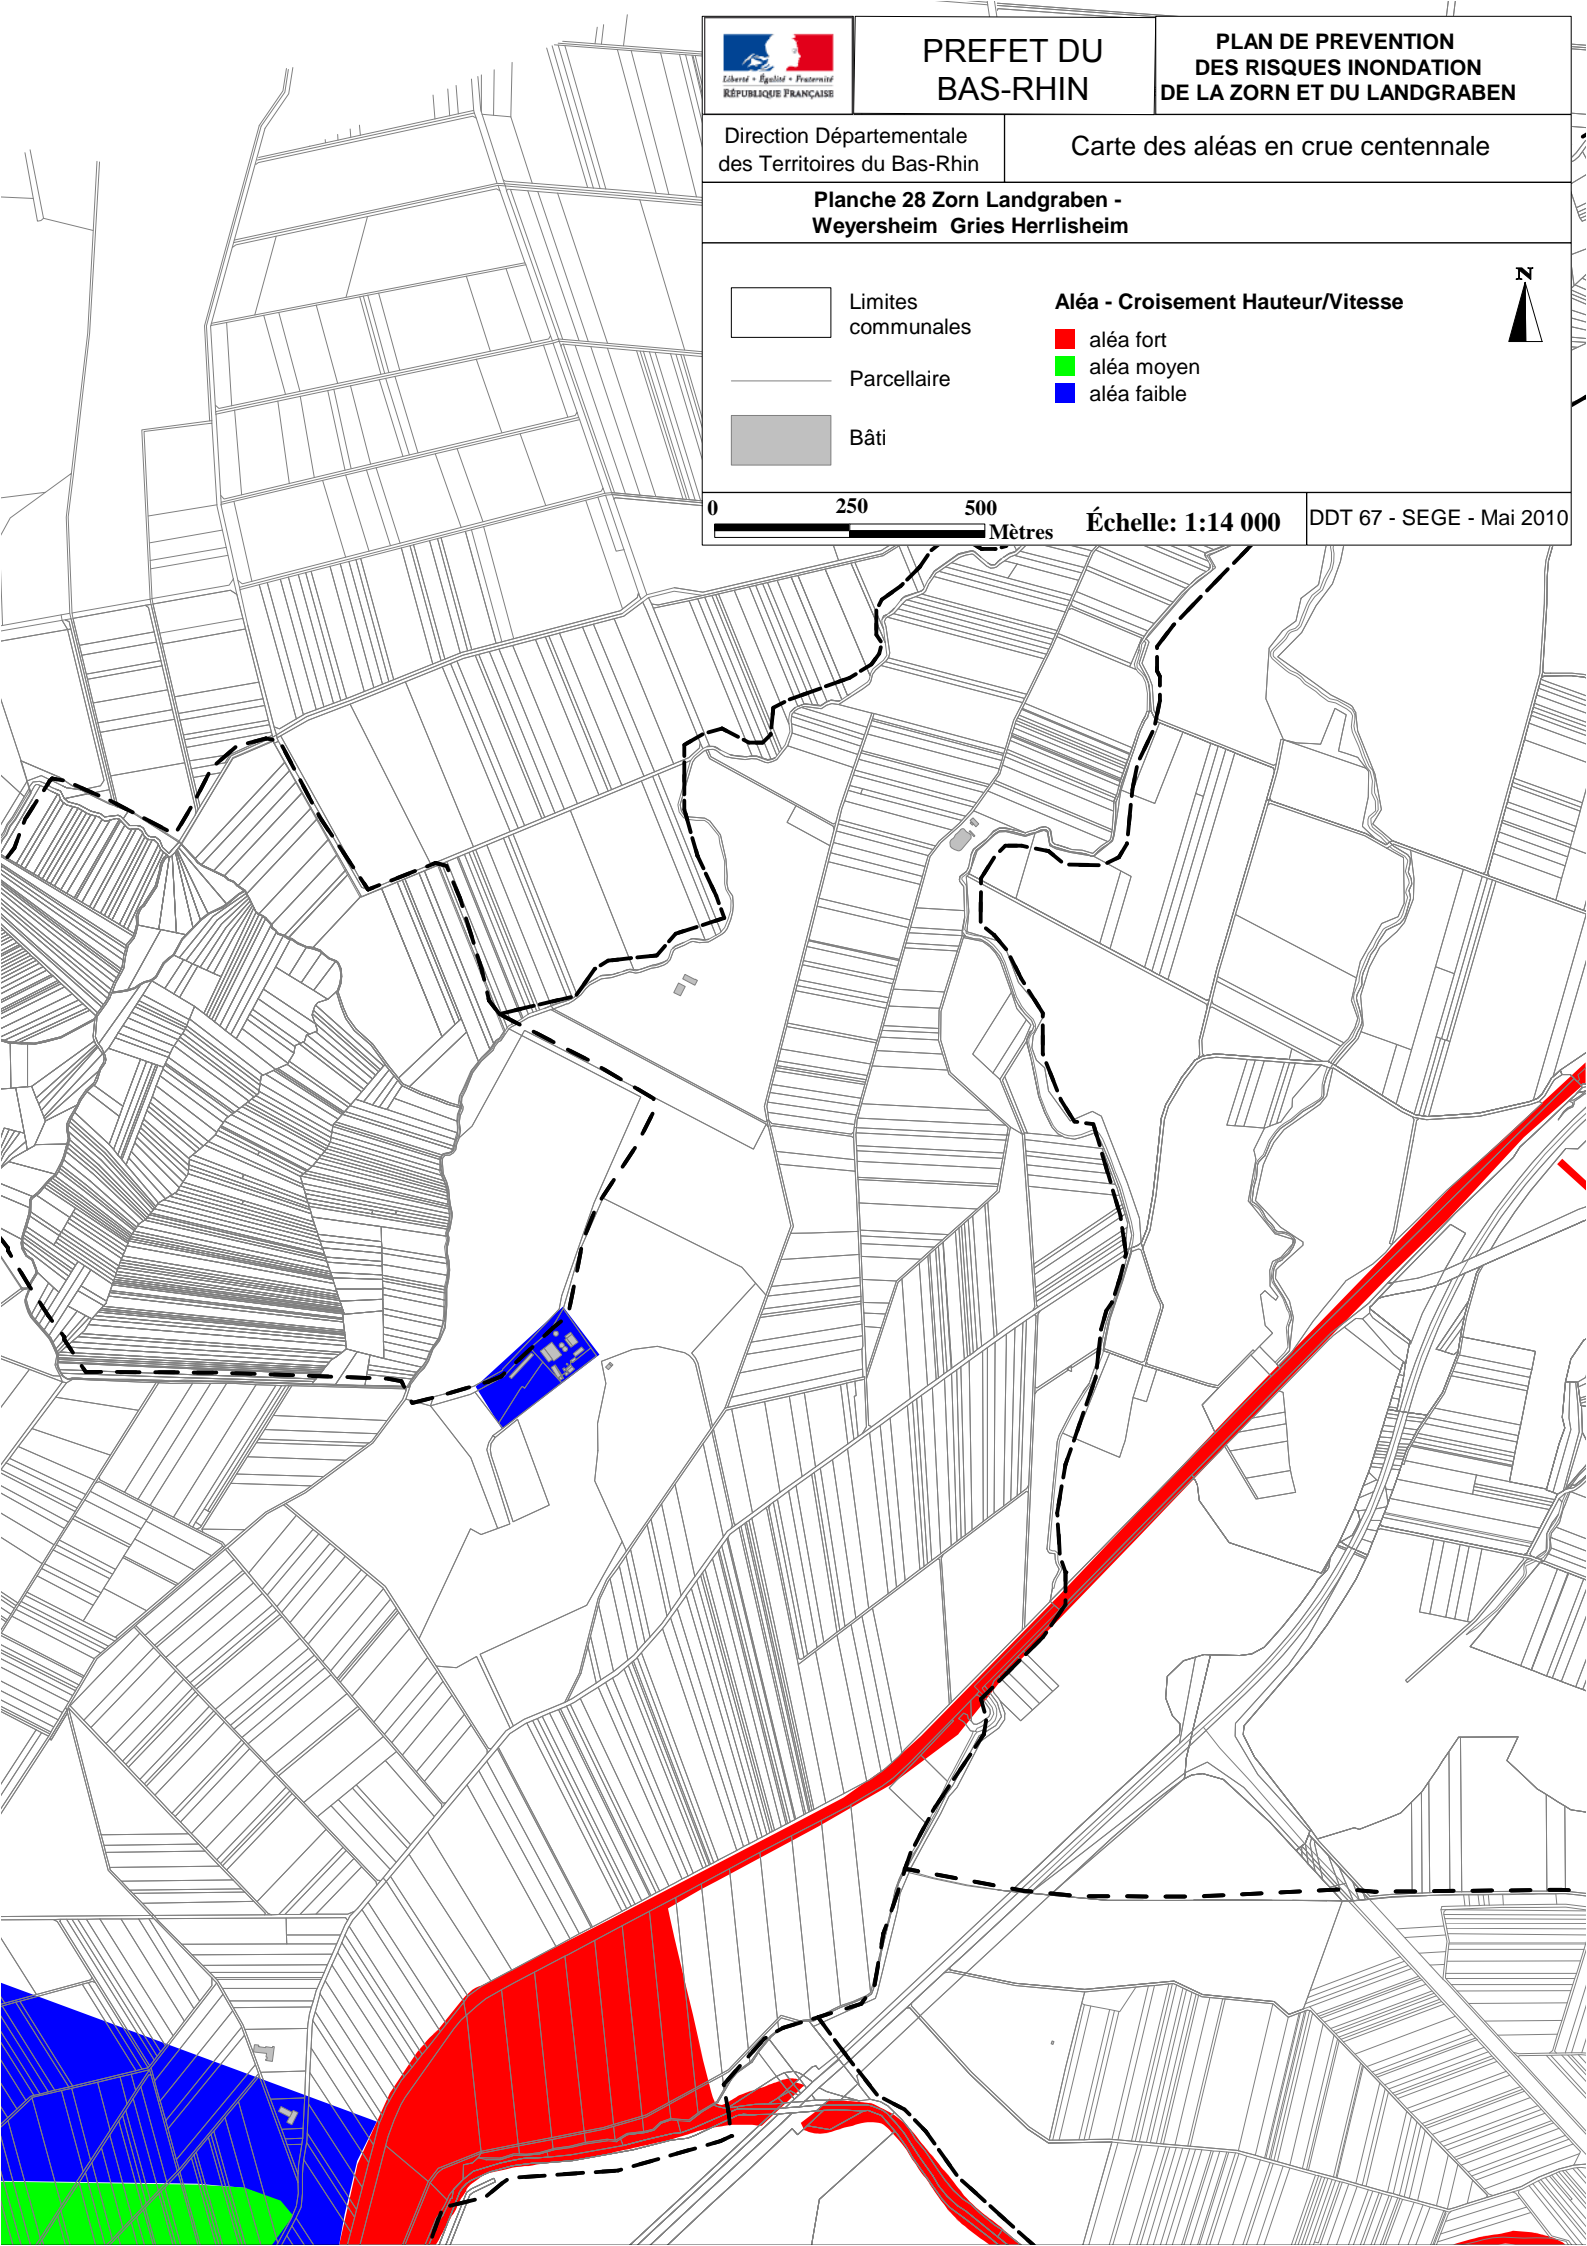 Liberté • Égalité • Fraternité
RÉPUBLIQUE FRANÇAISE
PREFET DU
BAS-RHIN
PLAN DE PREVENTION
DES RISQUES INONDATION
DE LA ZORN ET DU LANDGRABEN
Direction Départementale
des Territoires du Bas-Rhin
Carte des aléas en crue centennale
Planche 28 Zorn Landgraben -
Weyersheim  Gries Herrlisheim
Limites
communales
Parcellaire
Bâti
Aléa - Croisement Hauteur/Vitesse
aléa fort
aléa moyen
aléa faible
N
0 250 500
Mètres
Échelle: 1:14 000
DDT 67 - SEGE - Mai 2010